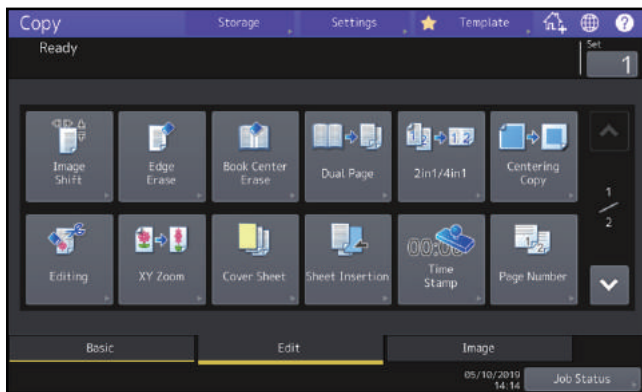 Copy
Storage
Settings
Template
?
Ready
Set
1
Image
Shift
Edge
Erase
Book Center
Erase
Dual Page
2in1/4in1
Centering
Copy
1
2
Editing
XY Zoom
Cover Sheet
Sheet Insertion
00:00
Time
Stamp
Page Number
Basic
Edit
Image
05/10/2019
14:14
Job Status